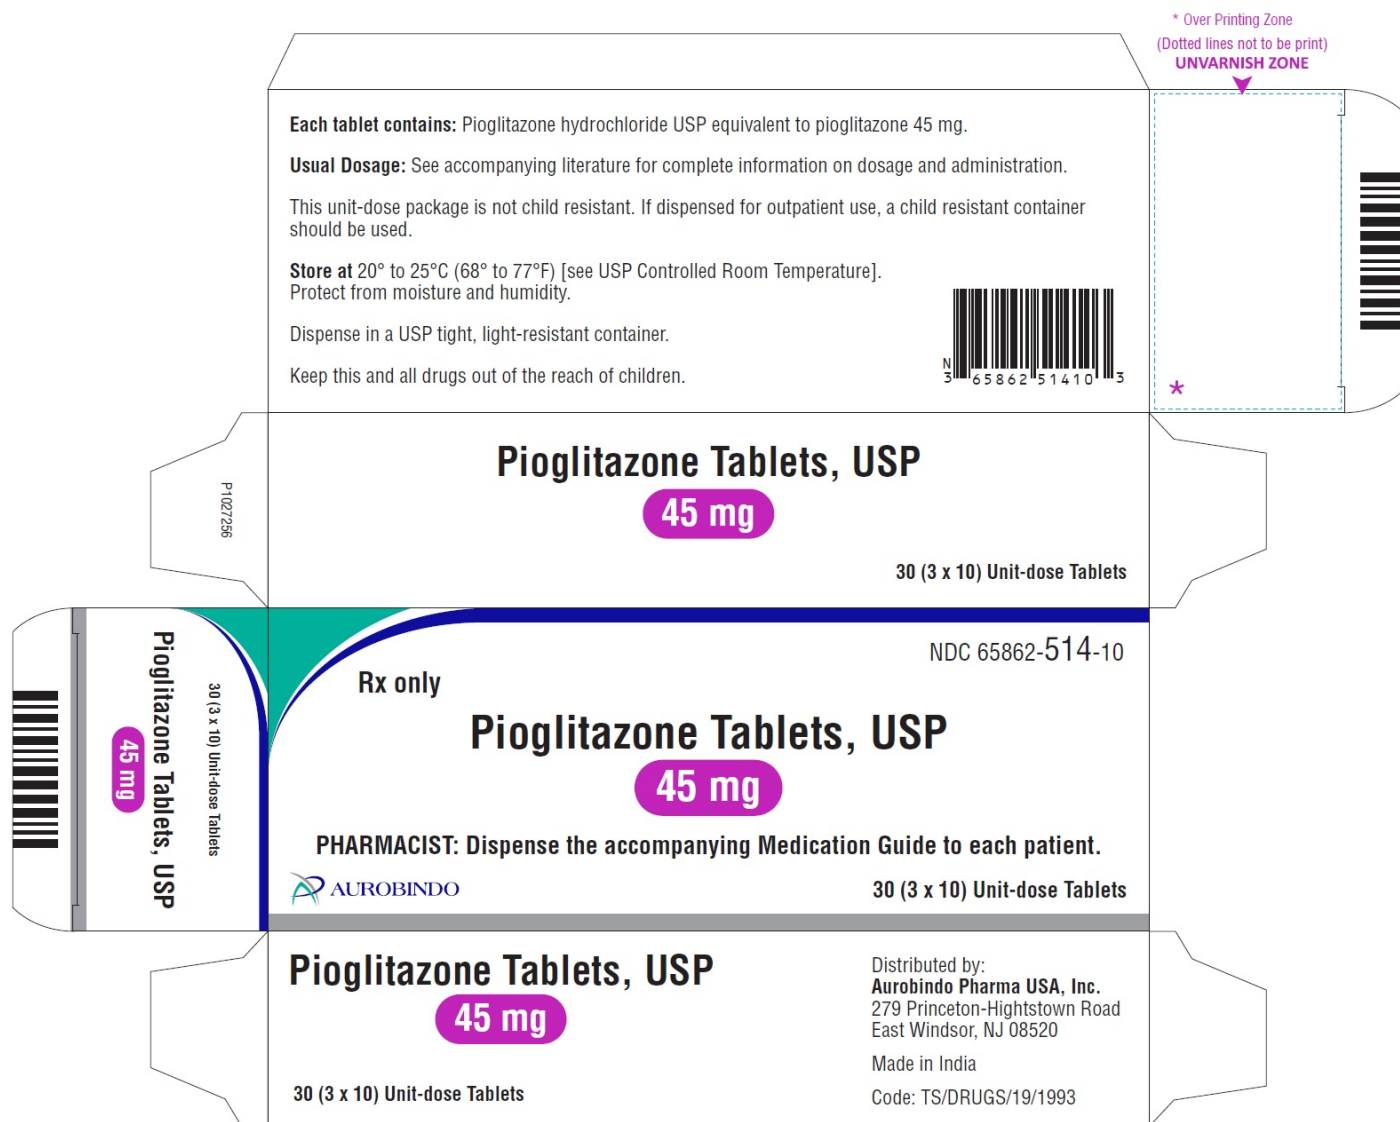 * Over Printing Zone
(Dotted lines not to be print)
UNVARNISH ZONE
Each tablet contains: Pioglitazone hydrochloride USP equivalent to pioglitazone 45 mg.
Usual Dosage: See accompanying literature for complete information on dosage and administration.
This unit-dose package is not child resistant. If dispensed for outpatient use, a child resistant container
should be used.
Store at 20° to 25°C (68° to 77°F) [see USP Controlled Room Temperature].
Protect from moisture and humidity.
Dispense in a USP tight, light-resistant container.
Keep this and all drugs out of the reach of children.
N
3 65862 51410 3
*
Pioglitazone Tablets, USP
45 mg
30 (3 x 10) Unit-dose Tablets
P1027256
Pioglitazone Tablets, USP
45 mg
30 (3 x 10) Unit-dose Tablets
NDC 65862-514-10
Rx only
Pioglitazone Tablets, USP
45 mg
PHARMACIST: Dispense the accompanying Medication Guide to each patient.
AUROBINDO
30 (3 x 10) Unit-dose Tablets
Pioglitazone Tablets, USP
45 mg
30 (3 x 10) Unit-dose Tablets
Distributed by:
Aurobindo Pharma USA, Inc.
279 Princeton-Hightstown Road
East Windsor, NJ 08520
Made in India
Code: TS/DRUGS/19/1993